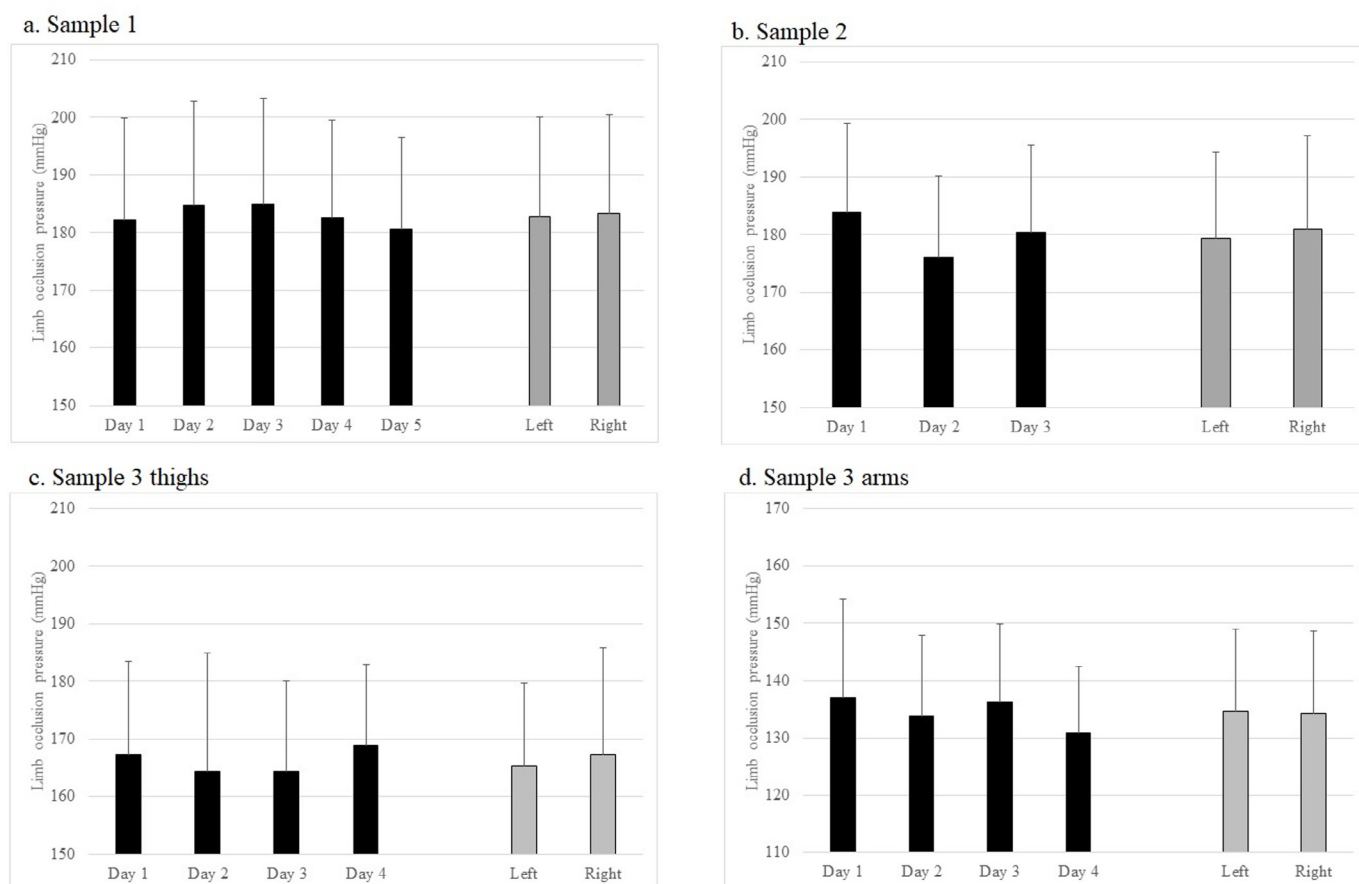 a. Sample 1
Limb occlusion pressure (mmHg)
210
200
190
180
170
160
150
Day 1 Day 2 Day 3 Day 4 Day 5 Left Right
b. Sample 2
Limb occlusion pressure (mmHg)
210
200
190
180
170
160
150
Day 1 Day 2 Day 3 Left Right
c. Sample 3 thighs
Limb occlusion pressure (mmHg)
210
200
190
180
170
160
150
Day 1 Day 2 Day 3 Day 4 Left Right
d. Sample 3 arms
Limb occlusion pressure (mmHg)
170
160
150
140
130
120
110
Day 1 Day 2 Day 3 Day 4 Left Right